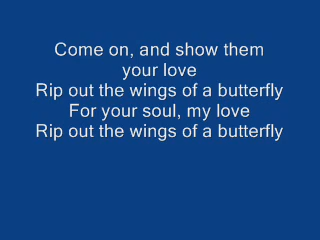 Come on, and show them
your love
Rip out the wings of a butterfly
For your soul, my love
Rip out the wings of a butterfly